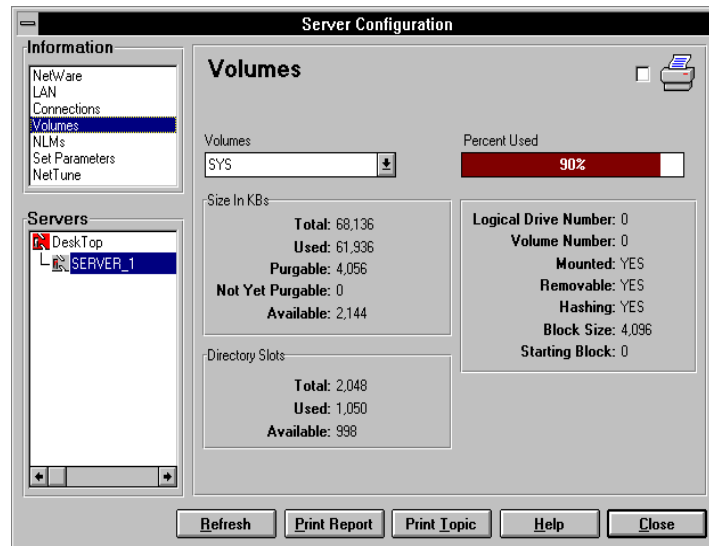 Server Configuration
Information
NetWare
LAN
Connections
Volumes
NLMs
Set Parameters
NetTune
Servers
DeskTop
SERVER_1
Volumes
Volumes
SYS
Percent Used
90%
Size In KBs
Total: 68,136
Used: 61,936
Purgable: 4,056
Not Yet Purgable: 0
Available: 2,144
Directory Slots
Total: 2,048
Used: 1,050
Available: 998
Logical Drive Number: 0
Volume Number: 0
Mounted: YES
Removable: YES
Hashing: YES
Block Size: 4,096
Starting Block: 0
Refresh
Print Report
Print Topic
Help
Close